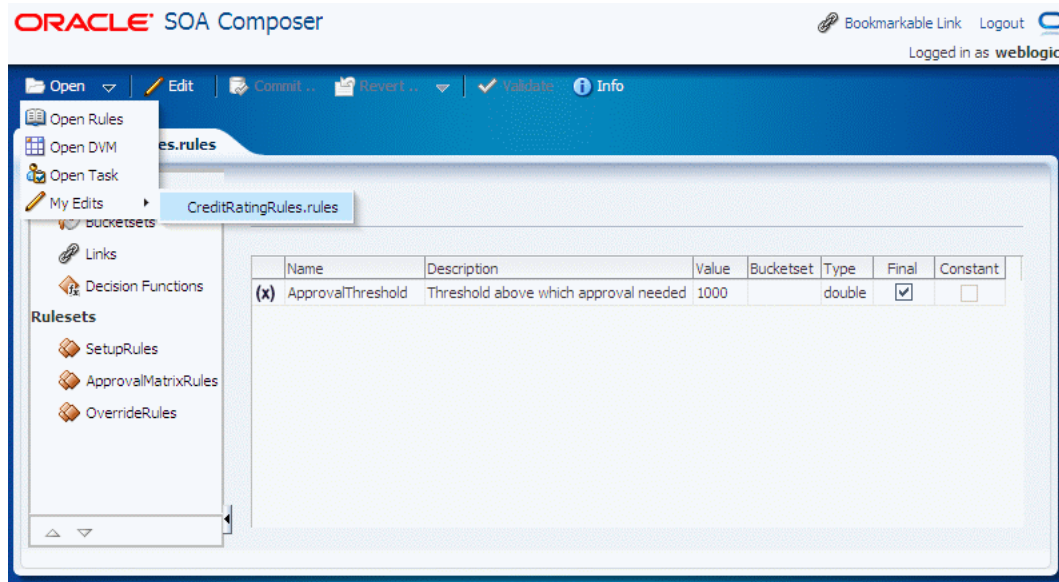 ORACLE® SOA Composer
Bookmarkable Link Logout
Logged in as weblogic
Open Edit Commit .. Revert .. Validate Info
Open Rules
Open DVM
es.rules
Open Task
My Edits
CreditRatingRules.rules
Bucketsets
Links
Decision Functions
Rulesets
SetupRules
ApprovalMatrixRules
OverrideRules
Name Description Value Bucketset Type Final Constant
(x) ApprovalThreshold Threshold above which approval needed 1000 double